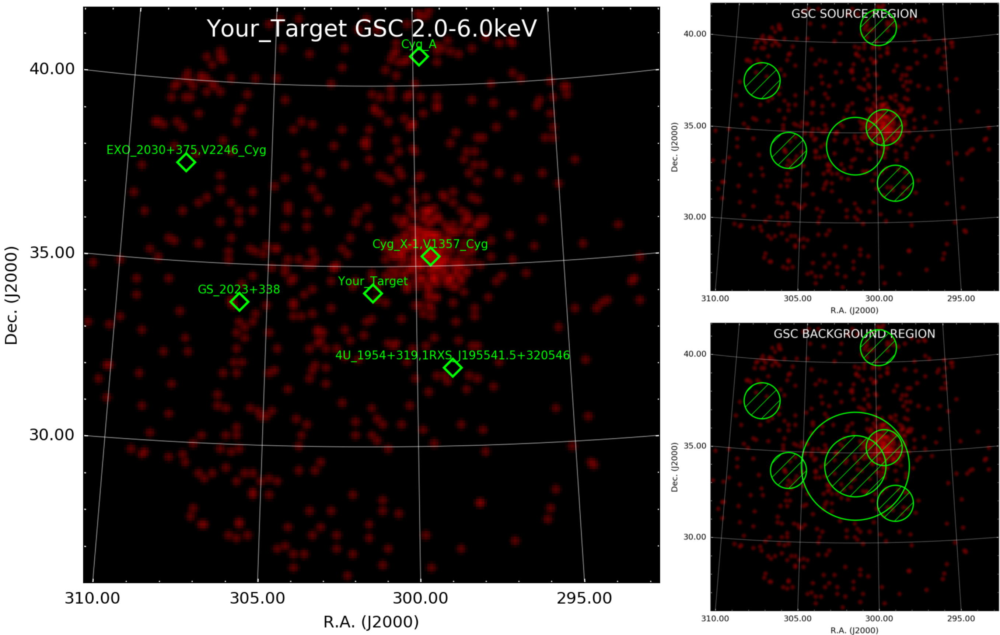 Your_Target GSC 2.0-6.0keV
Cyg_A
EXO_2030+375,V2246_Cyg
Cyg_X-1,V1357_Cyg
Your_Target
GS_2023+338
4U_1954+319,1RXS_J195541.5+320546
40.00
35.00
30.00
Dec. (J2000)
310.00 305.00 300.00 295.00
R.A. (J2000)
GSC SOURCE REGION
40.00
35.00
30.00
Dec. (J2000)
310.00 305.00 300.00 295.00
R.A. (J2000)
GSC BACKGROUND REGION
40.00
35.00
30.00
Dec. (J2000)
310.00 305.00 300.00 295.00
R.A. (J2000)